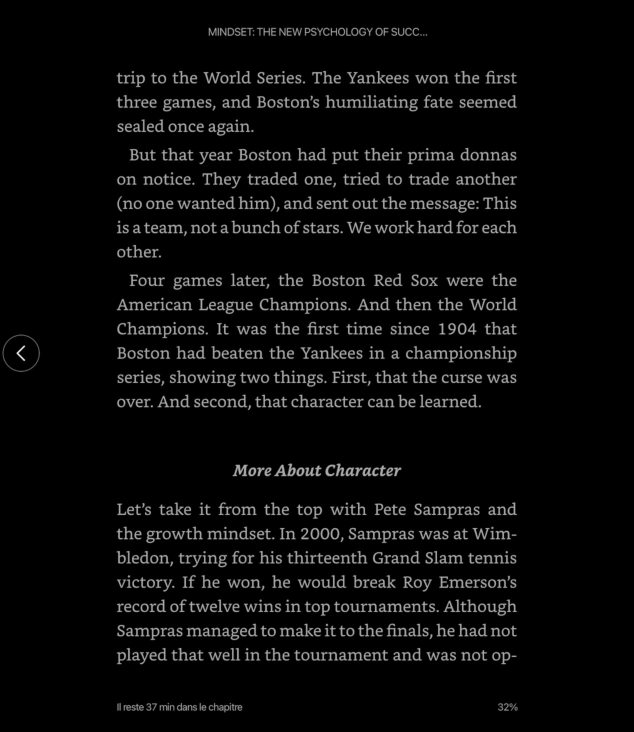 MINDSET: THE NEW PSYCHOLOGY OF SUCC...
trip to the World Series. The Yankees won the first
three games, and Boston’s humiliating fate seemed
sealed once again.
But that year Boston had put their prima donnas
on notice. They traded one, tried to trade another
(no one wanted him), and sent out the message: This
is a team, not a bunch of stars. We work hard for each
other.
Four games later, the Boston Red Sox were the
American League Champions. And then the World
Champions. It was the first time since 1904 that
Boston had beaten the Yankees in a championship
series, showing two things. First, that the curse was
over. And second, that character can be learned.
More About Character
Let’s take it from the top with Pete Sampras and
the growth mindset. In 2000, Sampras was at Wim-
bledon, trying for his thirteenth Grand Slam tennis
victory. If he won, he would break Roy Emerson’s
record of twelve wins in top tournaments. Although
Sampras managed to make it to the finals, he had not
played that well in the tournament and was not op-
Il reste 37 min dans le chapitre
32%